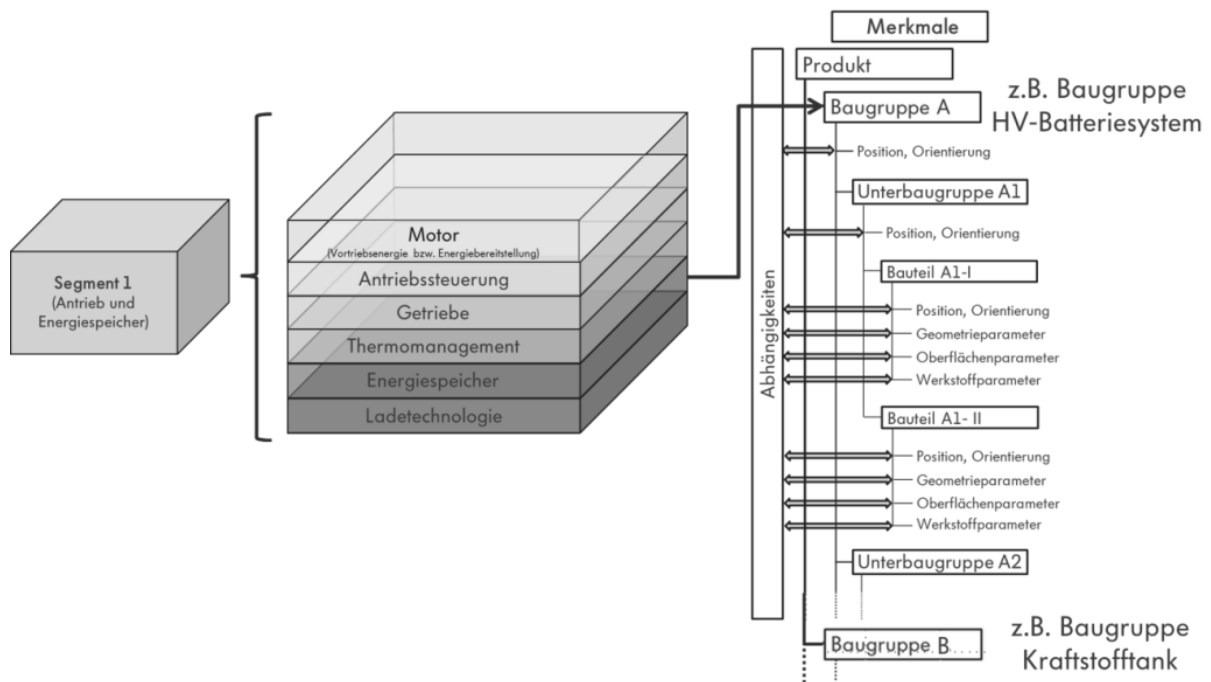 Segment 1
(Antrieb und
Energiespeicher)
Motor
(Vortriebsenergie bzw. Energiebereitstellung)
Antriebssteuerung
Getriebe
Thermomanagement
Energiespeicher
Ladetechnologie
Abhängigkeiten
Merkmale
Produkt
Baugruppe A
z.B. Baugruppe
HV-Batteriesystem
Position, Orientierung
Unterbaugruppe A1
Position, Orientierung
Bauteil A1-I
Position, Orientierung
Geometrieparameter
Oberflächenparameter
Werkstoffparameter
Bauteil A1- II
Position, Orientierung
Geometrieparameter
Oberflächenparameter
Werkstoffparameter
Unterbaugruppe A2
Baugruppe B
z.B. Baugruppe
Kraftstofftank